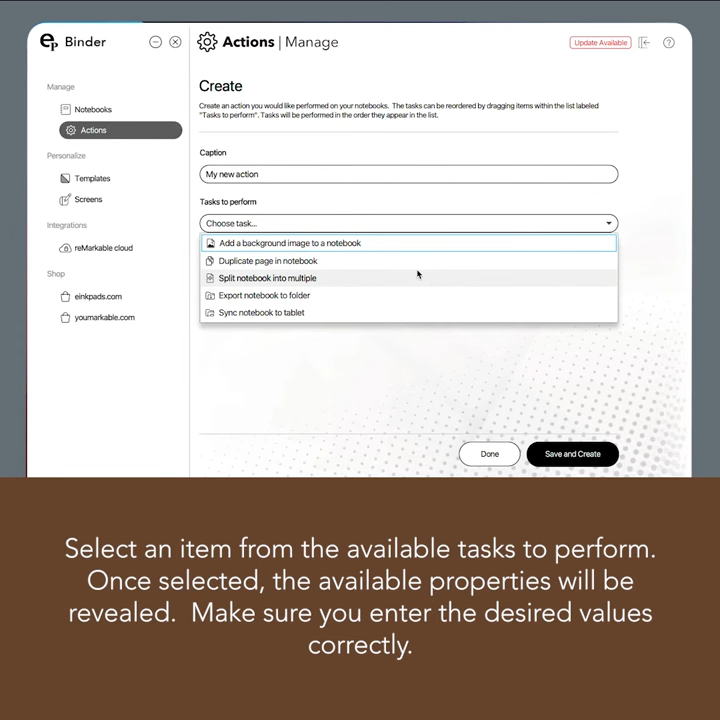 ep Binder
Actions | Manage
Update Available
?
Manage
Notebooks
Actions
Personalize
Templates
Screens
Integrations
reMarkable cloud
Shop
einkpads.com
youmarkable.com
Create
Create an action you would like performed on your notebooks. The tasks can be reordered by dragging items within the list labeled
"Tasks to perform". Tasks will be performed in the order they appear in the list.
Caption
My new action
Tasks to perform
Choose task...
Add a background image to a notebook
Duplicate page in notebook
Split notebook into multiple
Export notebook to folder
Sync notebook to tablet
Done
Save and Create
Select an item from the available tasks to perform.
Once selected, the available properties will be
revealed. Make sure you enter the desired values
correctly.